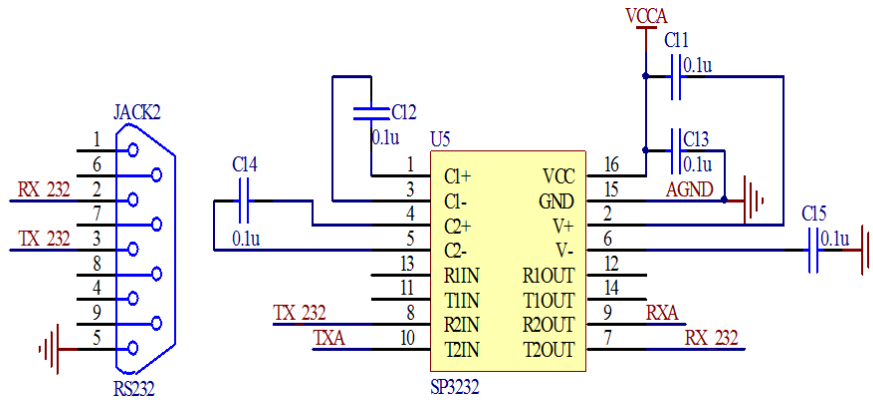 VCCA
C11
0.1u
JACK2
C12
0.1u
U5
C13
0.1u
1
6
RX 232
2
7
TX 232
3
8
4
9
5
RS232
C14
0.1u
1
C1+
VCC
16
3
C1-
GND
15
AGND
4
C2+
V+
2
5
C2-
V-
6
C15
0.1u
13
R1IN
R1OUT
12
11
T1IN
T1OUT
14
TX 232
8
R2IN
R2OUT
9
RXA
TXA
10
T2IN
T2OUT
7
RX 232
SP3232